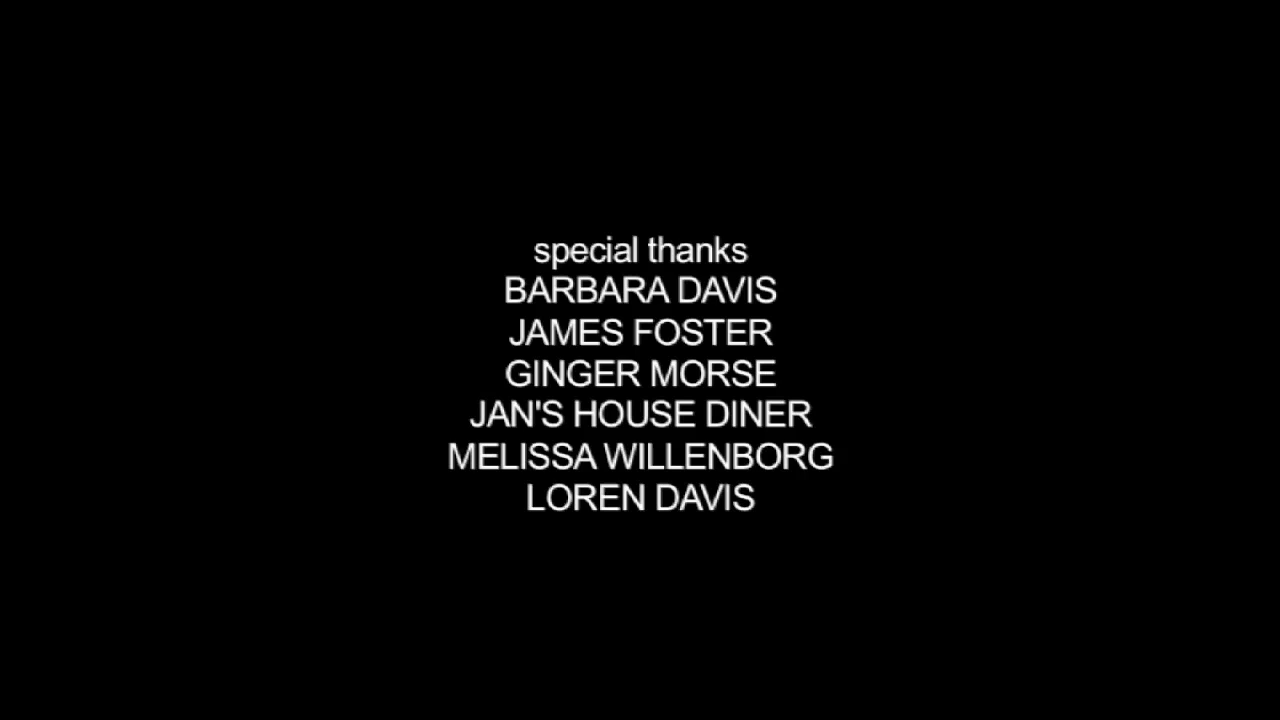 special thanks
BARBARA DAVIS
JAMES FOSTER
GINGER MORSE
JAN'S HOUSE DINER
MELISSA WILLENBORG
LOREN DAVIS